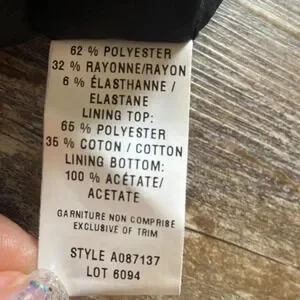 62 % POLYESTER
32 % RAYONNE/RAYON
6 % ÉLASTHANNE /
ELASTANE
LINING TOP:
65 % POLYESTER
35 % COTON / COTTON
LINING BOTTOM:
100 % ACÉTATE/
ACETATE
GARNITURE NON COMPRISE
EXCLUSIVE OF TRIM
STYLE A087137
LOT 6094